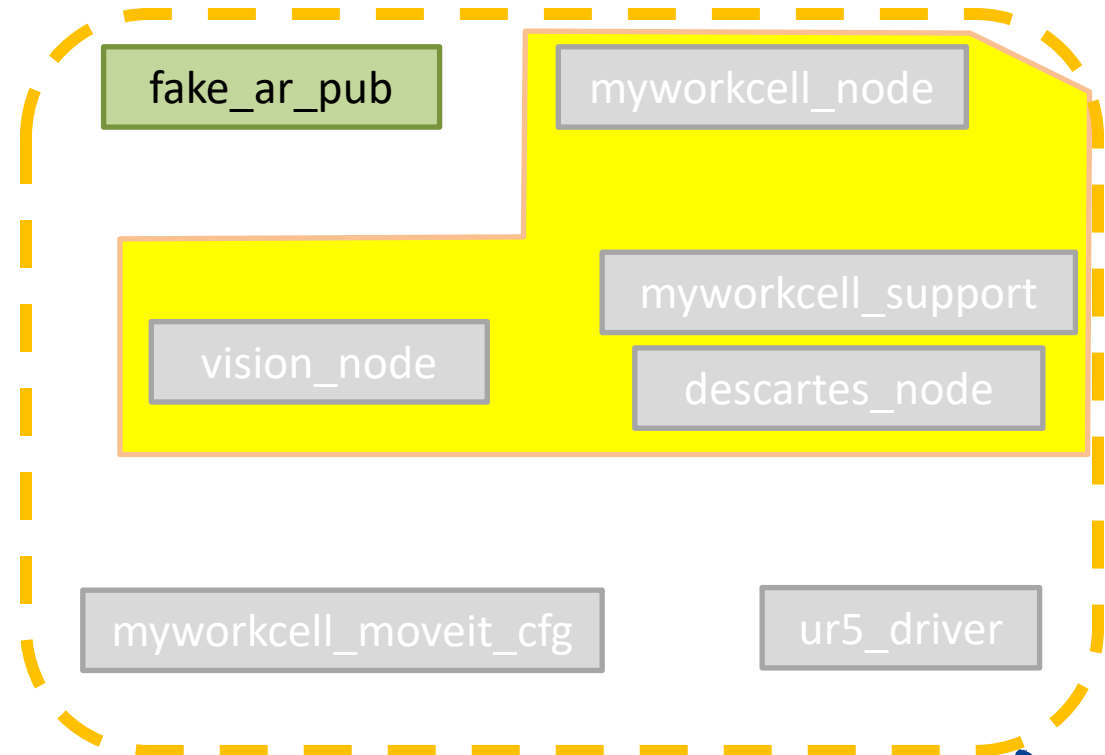 fake_ar_pub
myworkcell_node
myworkcell_support
vision_node
descartes_node
myworkcell_moveit_cfg
ur5_driver